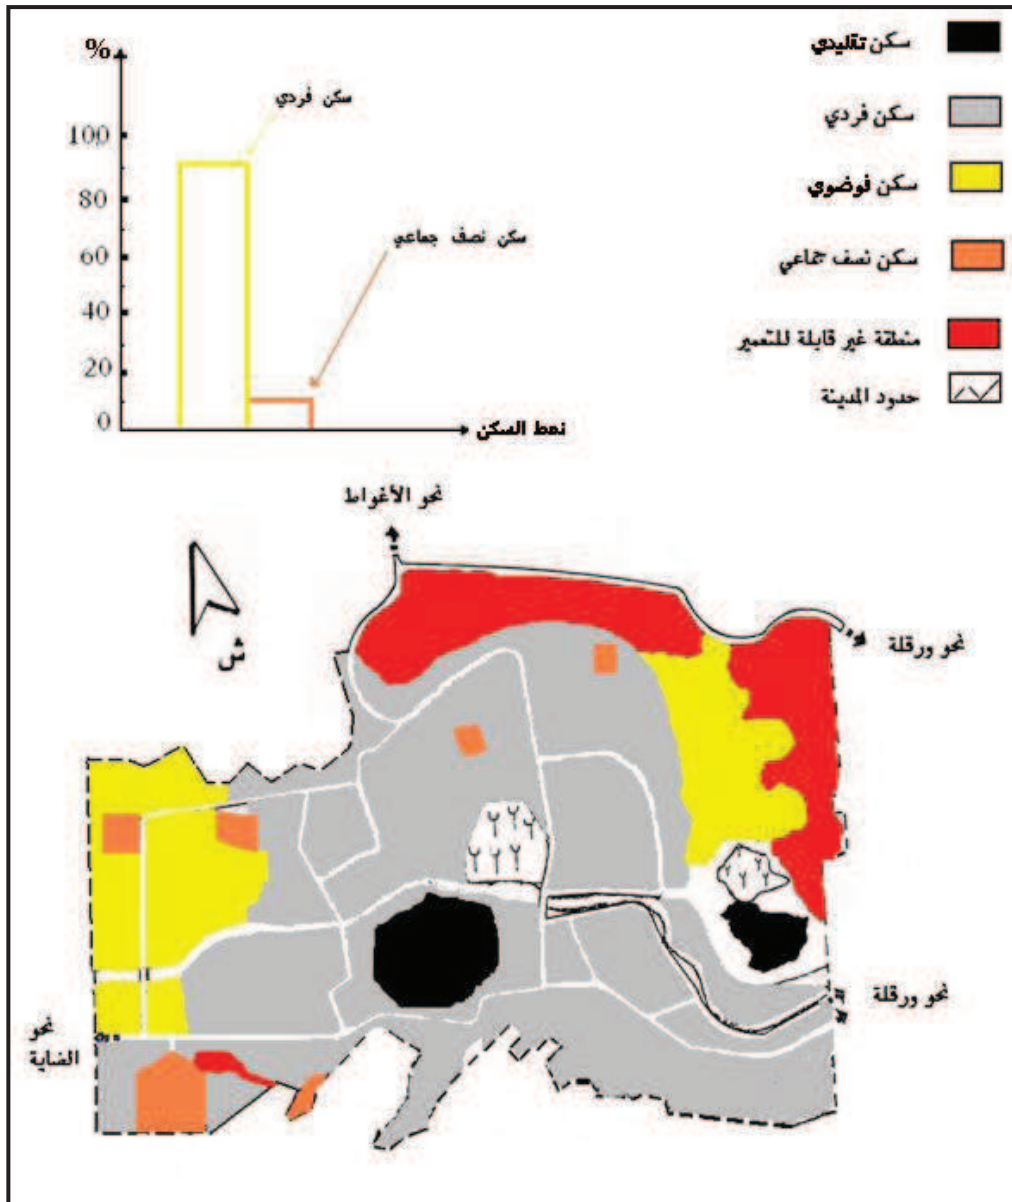 %
100
80
60
40
20
0
سكن فردي
سكن نصف جماعي
نمط السكن
سكن تقليدي
سكن فردي
سكن فوضوي
سكن نسف جماعي
منطقة غير قابلة للتعمير
حدود المدينة
نحو الأغواط
ش
نحو ورقلة
نحو ورقلة
نحو
الضاية